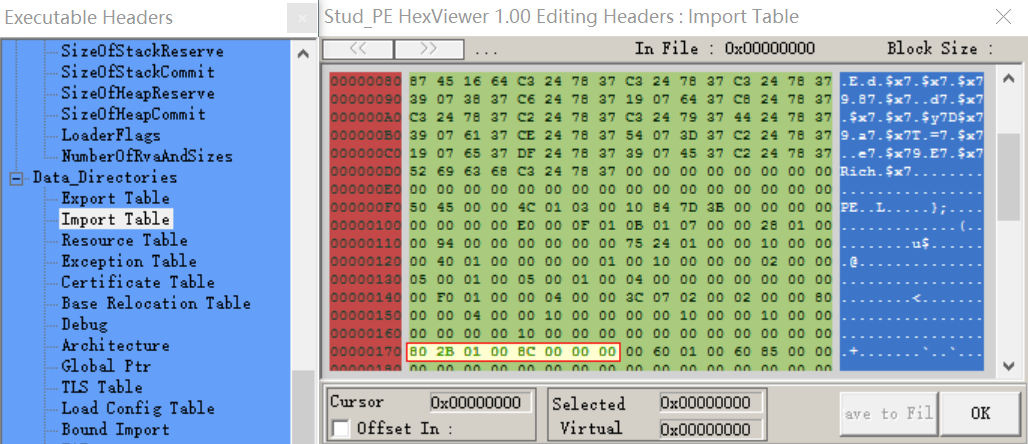 Executable Headers
Stud_PE HexViewer 1.00 Editing Headers : Import Table
<< >> ... In File : 0x00000000 Block Size :
SizeOfStackReserve
SizeOfStackCommit
SizeOfHeapReserve
SizeOfHeapCommit
LoaderFlags
NumberOfRvaAndSizes
Data_Directories
Export Table
Import Table
Resource Table
Exception Table
Certificate Table
Base Relocation Table
Debug
Architecture
Global Ptr
TLS Table
Load Config Table
Bound Import
00000080 87 45 16 64 C3 24 78 37 C3 24 78 37 C3 24 78 37 .E.d.$x7.$x7.$x7
00000090 39 07 38 37 C6 24 78 37 19 07 64 37 C8 24 78 37 9.87.$x7..d7.$x7
000000A0 C3 24 78 37 C2 24 78 37 C3 24 79 37 44 24 78 37 .$x7.$x7.$y7D$x7
000000B0 39 07 61 37 CE 24 78 37 54 07 3D 37 C2 24 78 37 9.a7.$x7T.=7.$x7
000000C0 19 07 65 37 DF 24 78 37 39 07 45 37 C2 24 78 37 ..e7.$x79.E7.$x7
000000D0 52 69 63 68 C3 24 78 37 00 00 00 00 00 00 00 00 Rich.$x7........
000000E0 00 00 00 00 00 00 00 00 00 00 00 00 00 00 00 00 ................
000000F0 50 45 00 00 4C 01 03 00 10 84 7D 3B 00 00 00 00 PE..L.....};....
00000100 00 00 00 00 E0 00 0F 01 0B 01 07 00 00 28 01 00 .............(..
00000110 00 94 00 00 00 00 00 00 75 24 01 00 00 10 00 00 ........u$......
00000120 00 40 01 00 00 00 00 01 00 10 00 00 00 02 00 00 .@..............
00000130 05 00 01 00 05 00 01 00 04 00 00 00 00 00 00 00 ................
00000140 00 F0 01 00 00 04 00 00 3C 07 02 00 02 00 00 80 ........<.......
00000150 00 00 04 00 00 10 00 00 00 00 10 00 00 10 00 00 ................
00000160 00 00 00 00 10 00 00 00 00 00 00 00 00 00 00 00 ................
00000170 80 2B 01 00 8C 00 00 00 00 60 01 00 60 85 00 00 .+.......`..`...
Cursor 0x00000000
Offset In :
Selected 0x00000000
Virtual 0x00000000
ave to Fil
OK